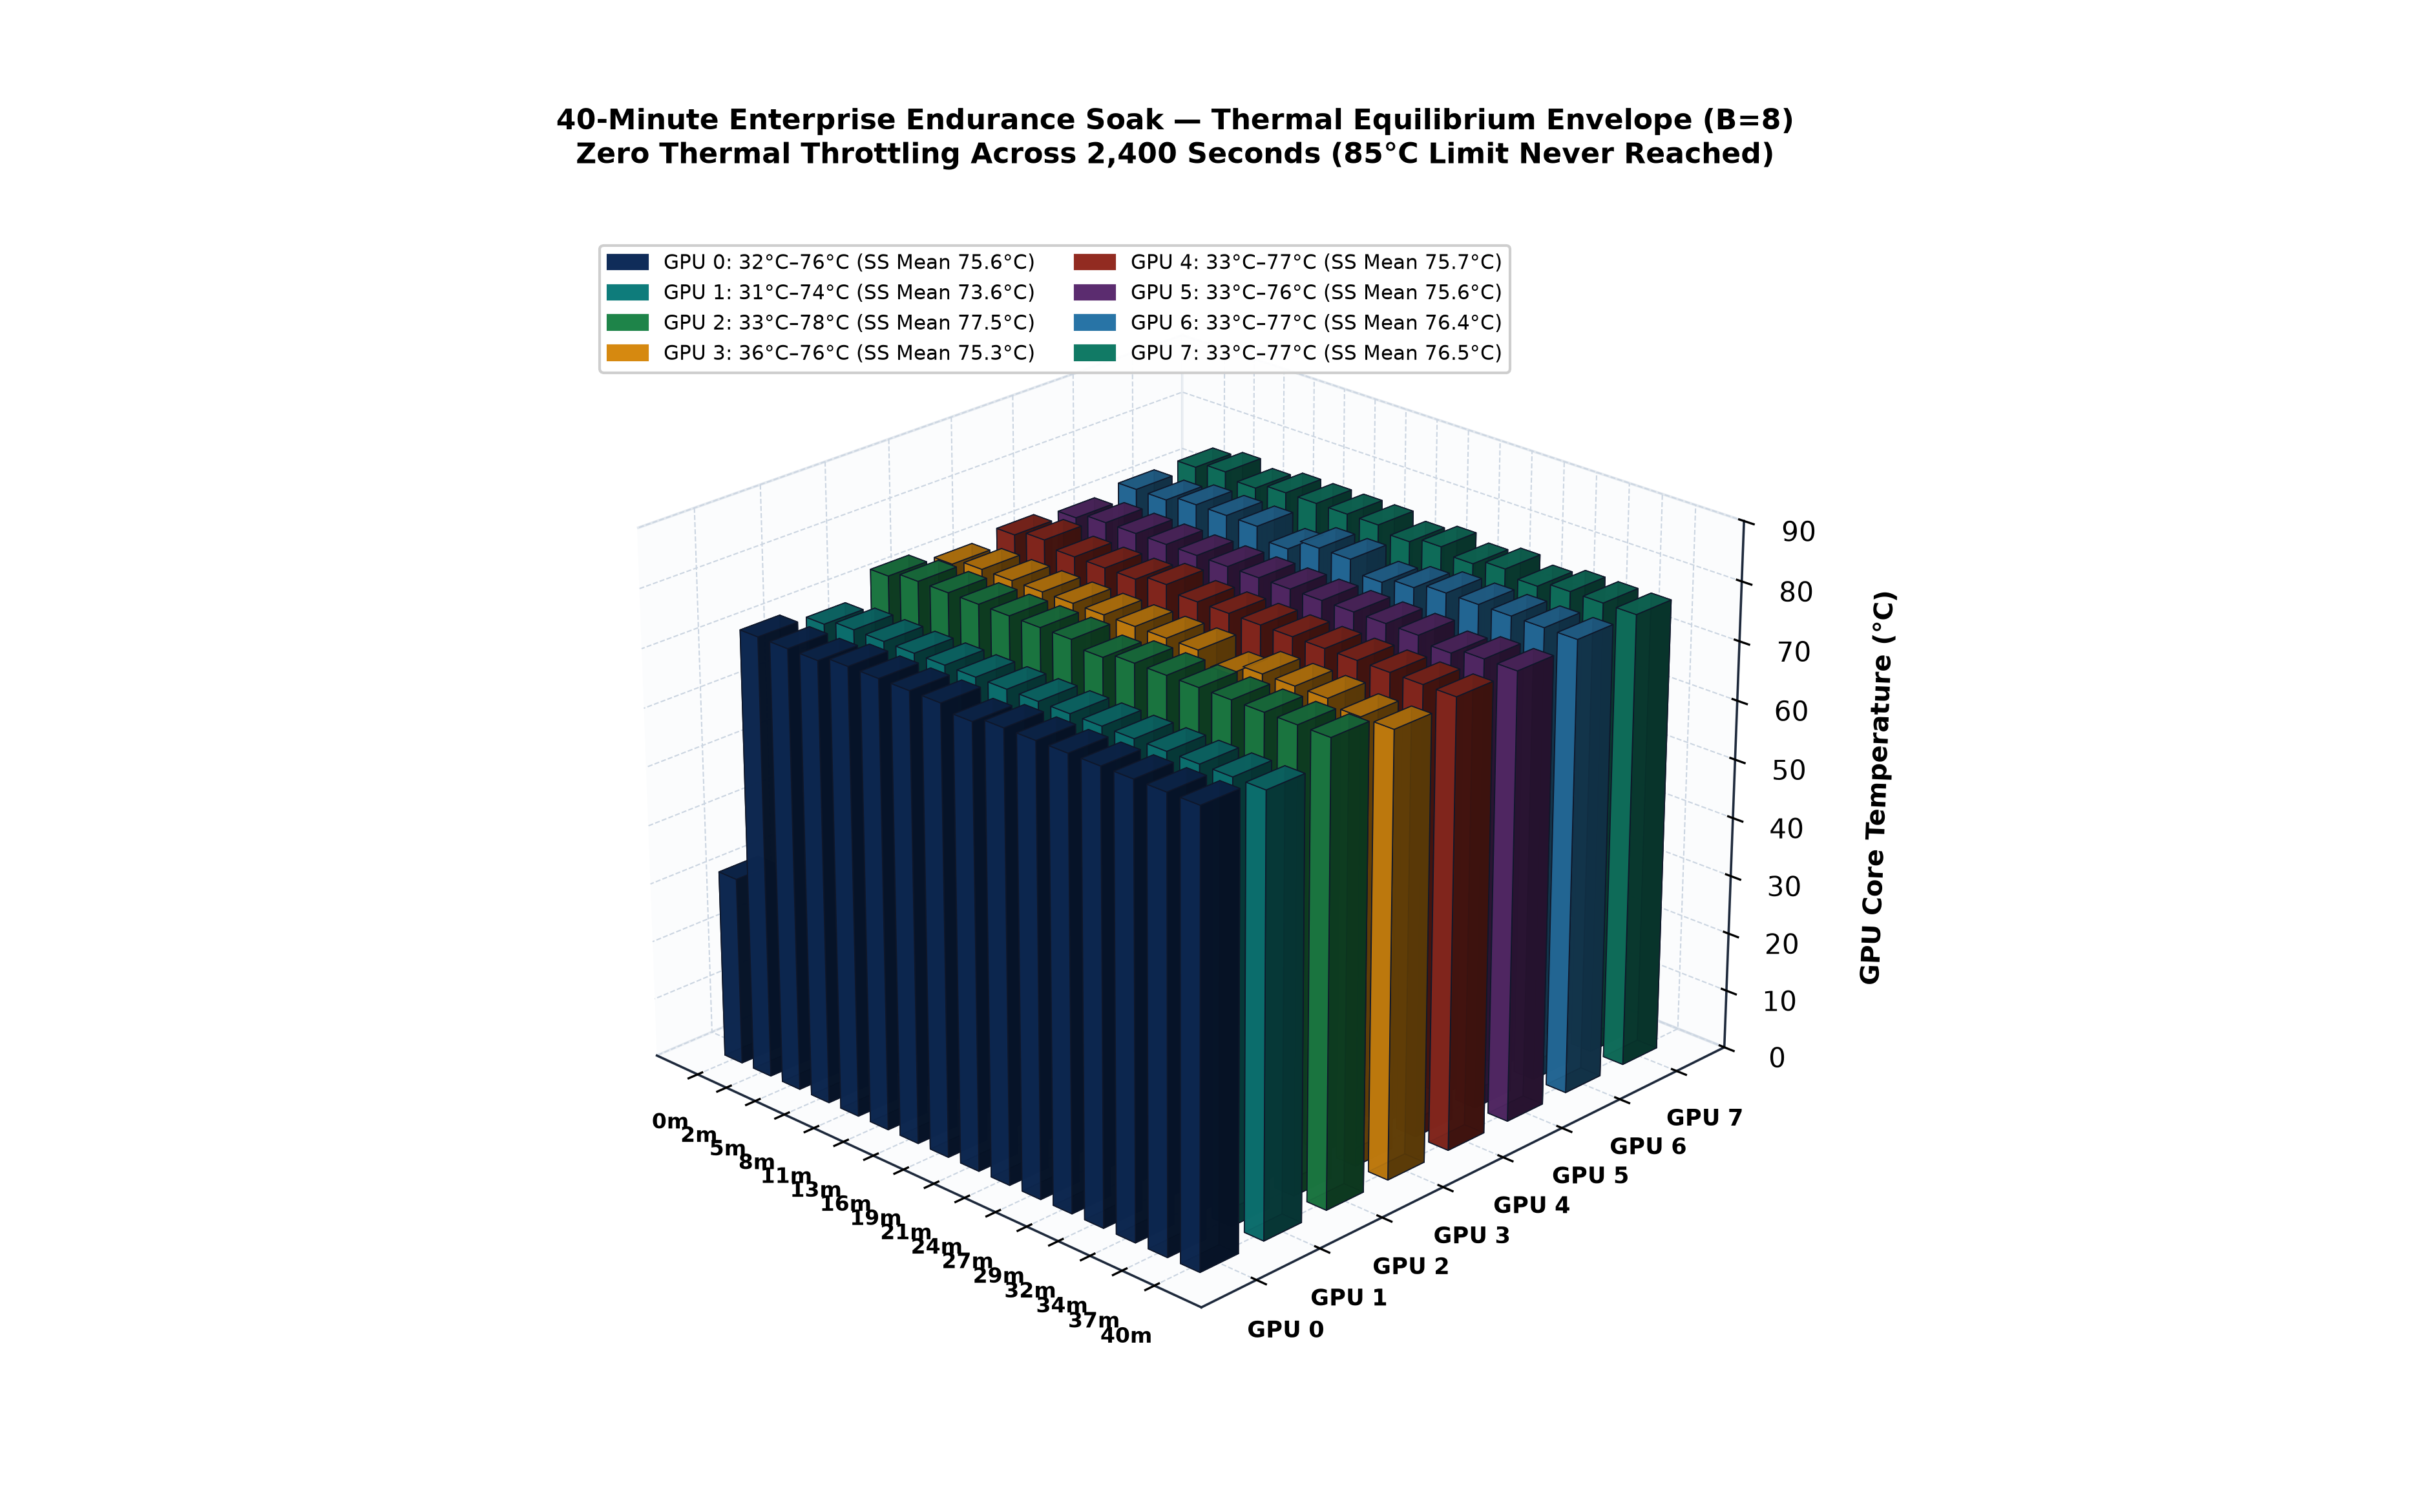 40-Minute Enterprise Endurance Soak — Thermal Equilibrium Envelope (B=8)
Zero Thermal Throttling Across 2,400 Seconds (85°C Limit Never Reached)
GPU 0: 32°C–76°C (SS Mean 75.6°C)
GPU 1: 31°C–74°C (SS Mean 73.6°C)
GPU 2: 33°C–78°C (SS Mean 77.5°C)
GPU 3: 36°C–76°C (SS Mean 75.3°C)
GPU 4: 33°C–77°C (SS Mean 75.7°C)
GPU 5: 33°C–76°C (SS Mean 75.6°C)
GPU 6: 33°C–77°C (SS Mean 76.4°C)
GPU 7: 33°C–77°C (SS Mean 76.5°C)
90
80
70
60
50
40
30
20
10
0
GPU Core Temperature (°C)
0m
2m
5m
8m
11m
13m
16m
19m
21m
24m
27m
29m
32m
34m
37m
40m
GPU 0
GPU 1
GPU 2
GPU 3
GPU 4
GPU 5
GPU 6
GPU 7